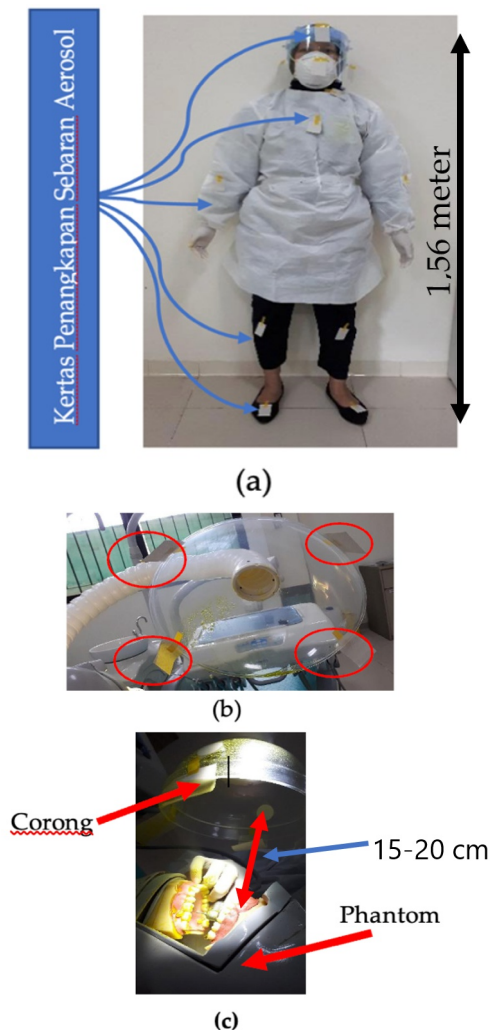 Kertas Penangkapan Sebaran Aerosol
1,56 meter
(a)
(b)
Corong
15-20 cm
Phantom
(c)